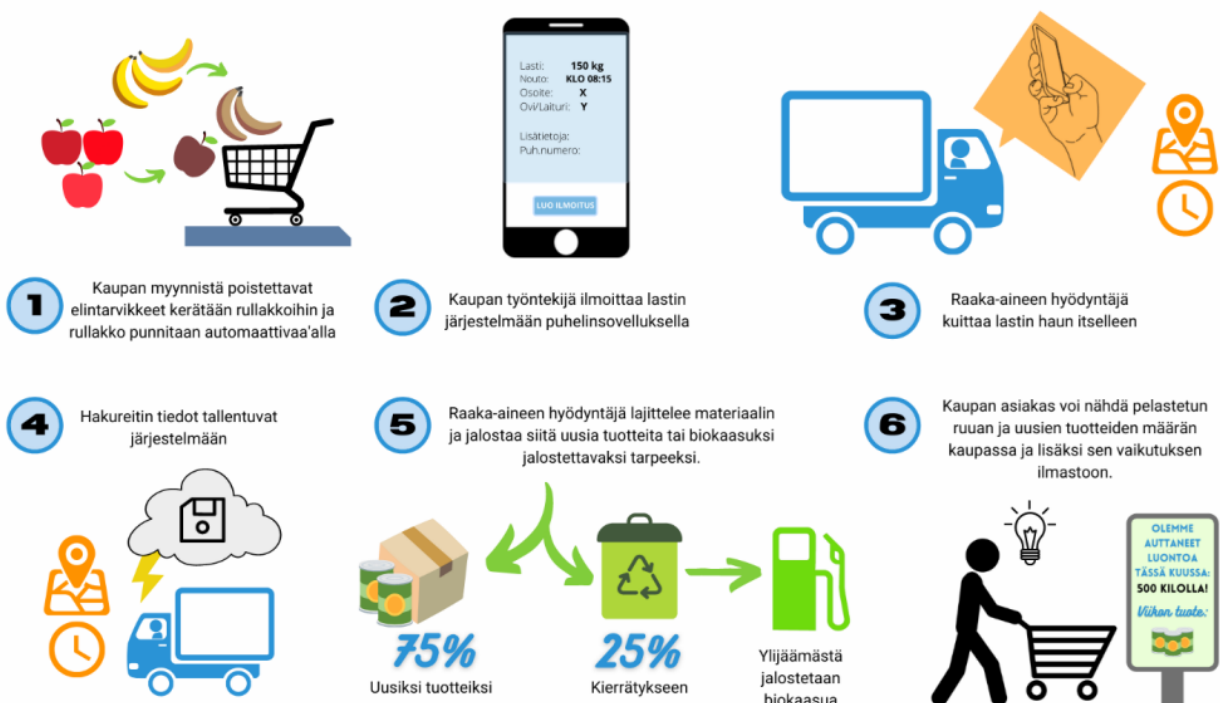 Lasti: 150 kg
Nouto: KLO 08:15
Osoite: X
Ovi/Laituri: Y
Lisätietoja:
Puh.numero:
LUO ILMOITUS
1
Kaupan myynnistä poistettavat
elintarvikkeet kerätään rullakkoihin ja
rullakko punnitaan automaattivaa'alla
2
Kaupan työntekijä ilmoittaa lastin
järjestelmään puhelinsovelluksella
3
Raaka-aineen hyödyntäjä
kuittaa lastin haun itselleen
4
Hakureitin tiedot tallentuvat
järjestelmään
5
Raaka-aineen hyödyntäjä lajittelee materiaalin
ja jalostaa siitä uusia tuotteita tai biokaasuksi
jalostettavaksi tarpeeksi.
6
Kaupan asiakas voi nähdä pelastetun
ruuan ja uusien tuotteiden määrän
kaupassa ja lisäksi sen vaikutuksen
ilmastoon.
75%
Uusiksi tuotteiksi
25%
Kierrätykseen
Ylijäämästä
jalostetaan
biokaasua
OLEMME
AUTTANEET
LUONTOA
TÄSSÄ KUUSSA:
500 KILOLLA!
Viikon tuote: